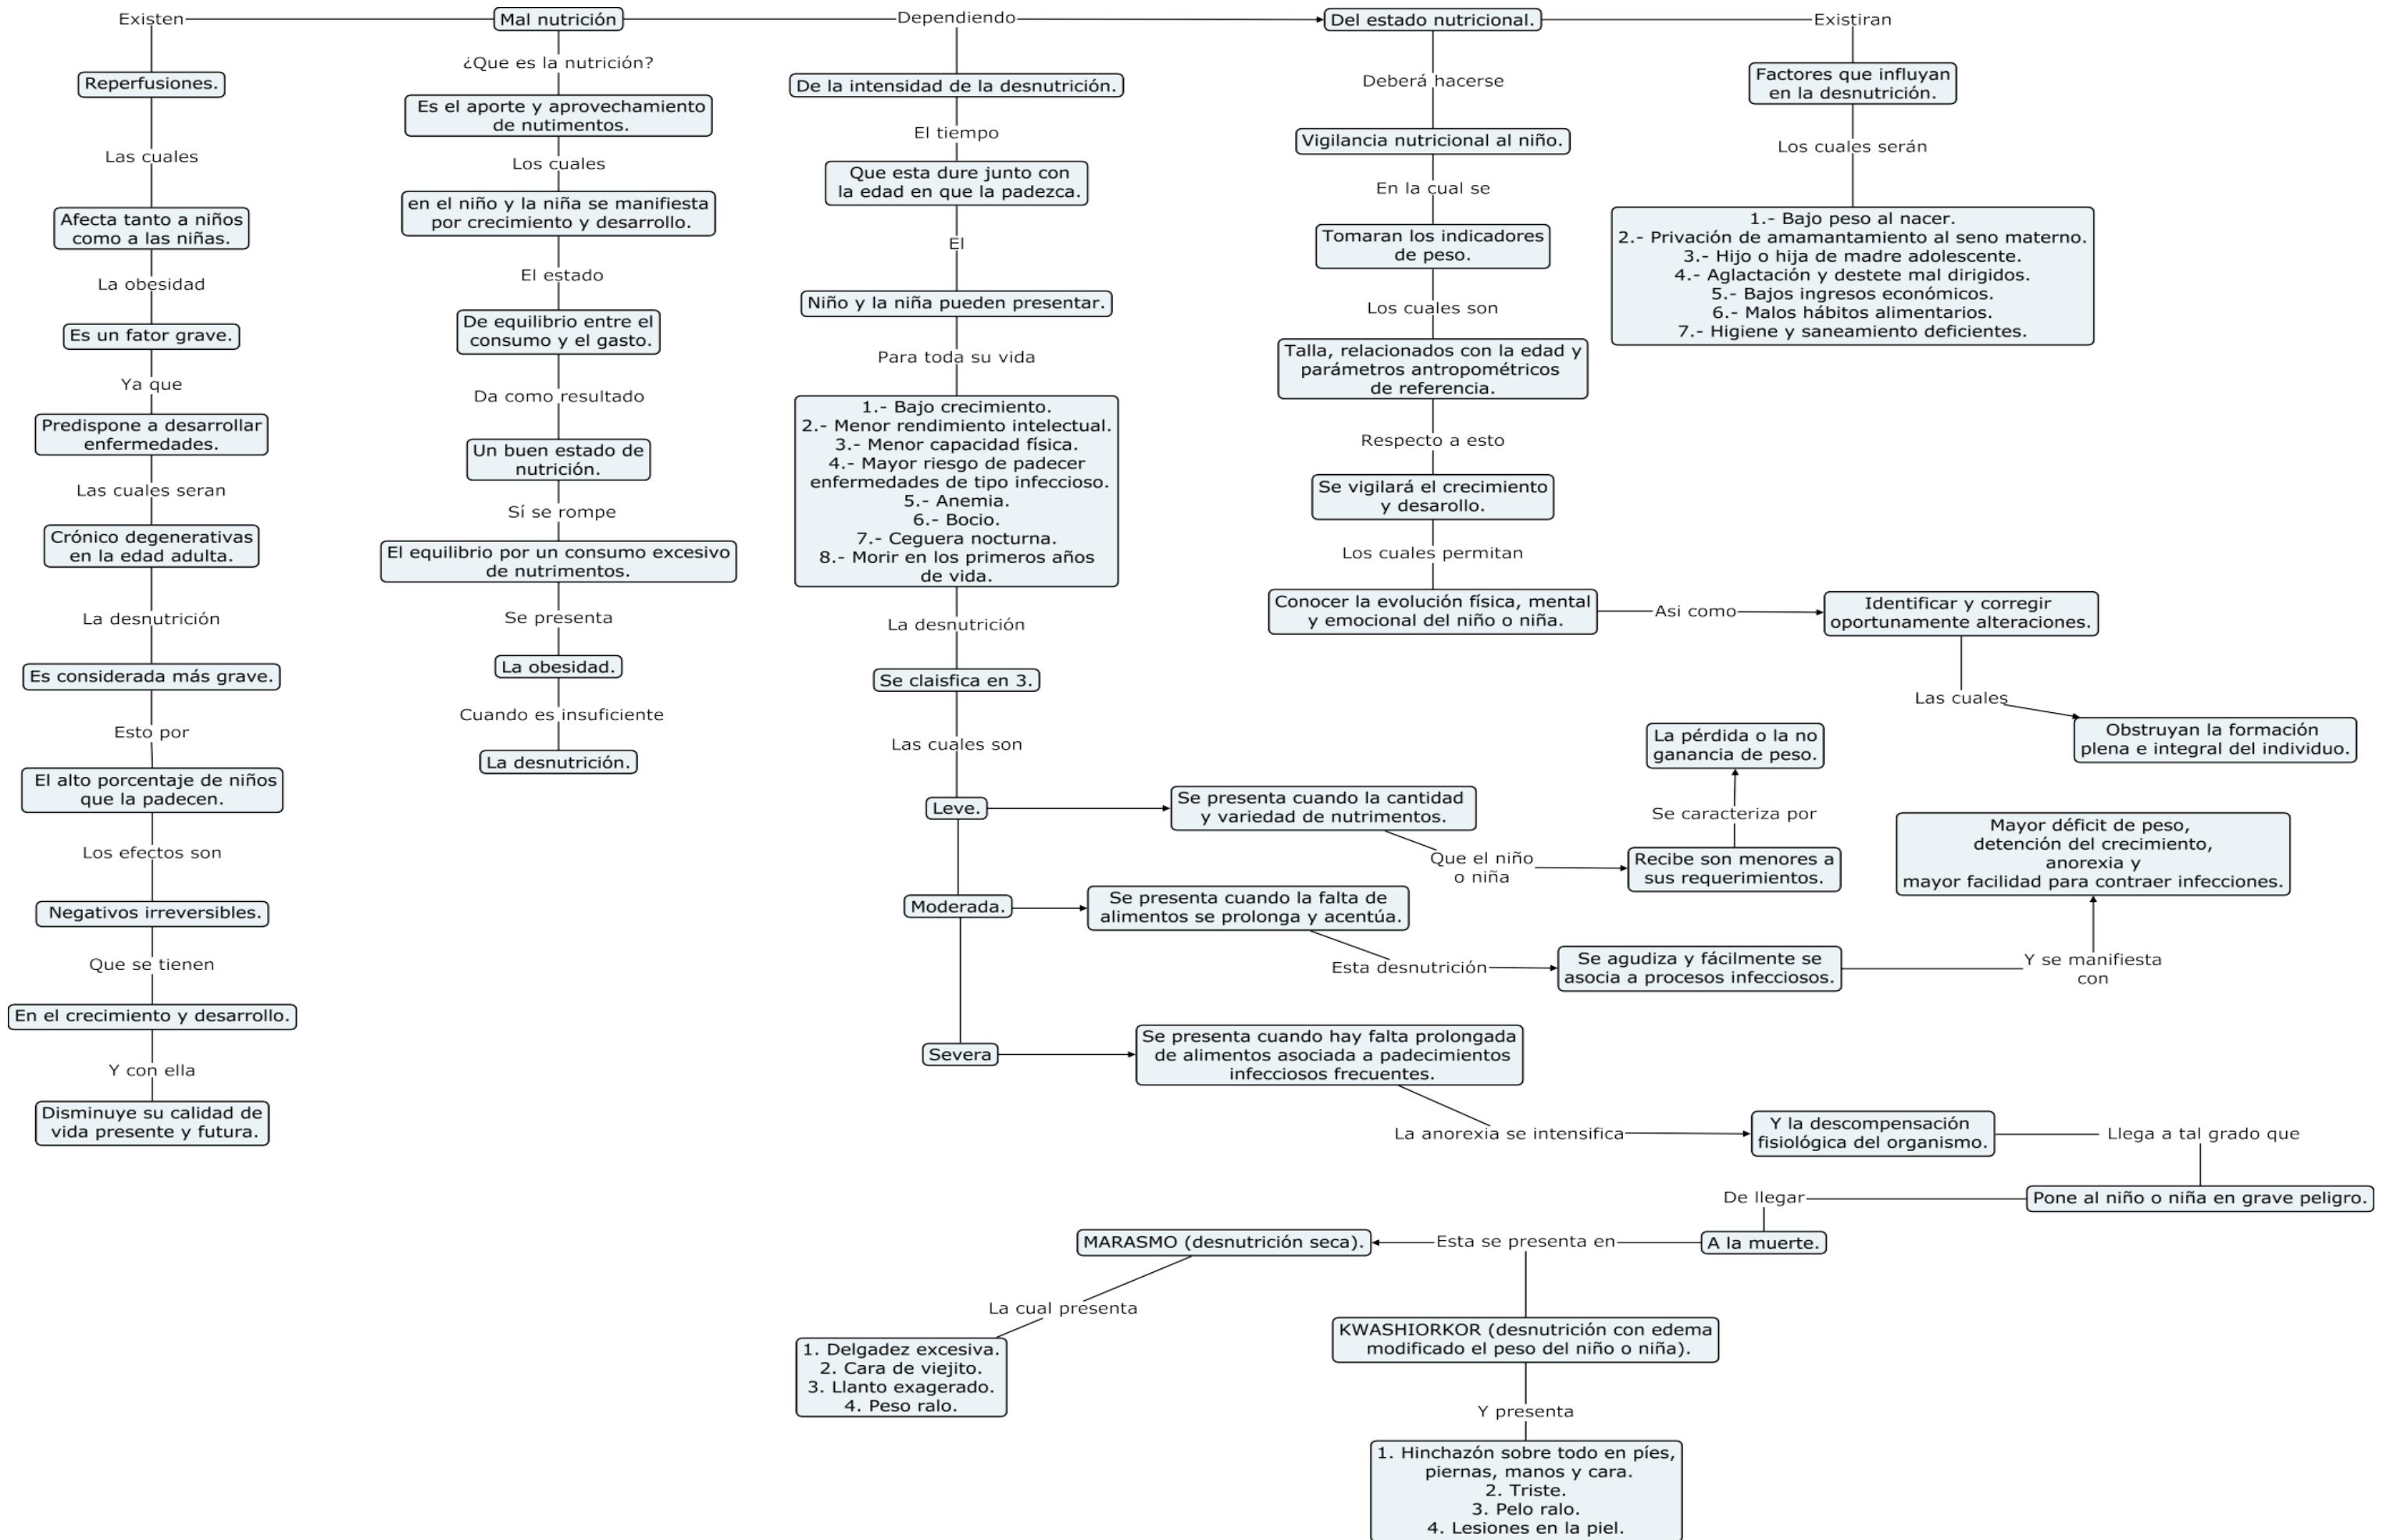 Existen
Mal nutrición
Dependiendo
Del estado nutricional.
Existiran
Reperfusiones.
Las cuales
Afecta tanto a niños
como a las niñas.
La obesidad
Es un fator grave.
Ya que
Predispone a desarrollar
enfermedades.
Las cuales seran
Crónico degenerativas
en la edad adulta.
La desnutrición
Es considerada más grave.
Esto por
El alto porcentaje de niños
que la padecen.
Los efectos son
Negativos irreversibles.
Que se tienen
En el crecimiento y desarrollo.
Y con ella
Disminuye su calidad de
vida presente y futura.
¿Que es la nutrición?
Es el aporte y aprovechamiento
de nutimentos.
Los cuales
en el niño y la niña se manifiesta
por crecimiento y desarrollo.
El estado
De equilibrio entre el
consumo y el gasto.
Da como resultado
Un buen estado de
nutrición.
Sí se rompe
El equilibrio por un consumo excesivo
de nutrimentos.
Se presenta
La obesidad.
Cuando es insuficiente
La desnutrición.
De la intensidad de la desnutrición.
El tiempo
Que esta dure junto con
la edad en que la padezca.
El
Niño y la niña pueden presentar.
Para toda su vida
1.- Bajo crecimiento.
2.- Menor rendimiento intelectual.
3.- Menor capacidad física.
4.- Mayor riesgo de padecer
enfermedades de tipo infeccioso.
5.- Anemia.
6.- Bocio.
7.- Ceguera nocturna.
8.- Morir en los primeros años
de vida.
La desnutrición
Se claisfica en 3.
Las cuales son
Leve.
Se presenta cuando la cantidad
y variedad de nutrimentos.
Que el niño
o niña
Recibe son menores a
sus requerimientos.
Se caracteriza por
La pérdida o la no
ganancia de peso.
Moderada.
Se presenta cuando la falta de
alimentos se prolonga y acentúa.
Esta desnutrición
Se agudiza y fácilmente se
asocia a procesos infecciosos.
Y se manifiesta
con
Mayor déficit de peso,
detención del crecimiento,
anorexia y
mayor facilidad para contraer infecciones.
Severa
Se presenta cuando hay falta prolongada
de alimentos asociada a padecimientos
infecciosos frecuentes.
La anorexia se intensifica
Y la descompensación
fisiológica del organismo.
Llega a tal grado que
Pone al niño o niña en grave peligro.
De llegar
A la muerte.
Esta se presenta en
MARASMO (desnutrición seca).
La cual presenta
1. Delgadez excesiva.
2. Cara de viejito.
3. Llanto exagerado.
4. Peso ralo.
KWASHIORKOR (desnutrición con edema
modificado el peso del niño o niña).
Y presenta
1. Hinchazón sobre todo en píes,
piernas, manos y cara.
2. Triste.
3. Pelo ralo.
4. Lesiones en la piel.
Deberá hacerse
Vigilancia nutricional al niño.
En la cual se
Tomaran los indicadores
de peso.
Los cuales son
Talla, relacionados con la edad y
parámetros antropométricos
de referencia.
Respecto a esto
Se vigilará el crecimiento
y desarollo.
Los cuales permitan
Conocer la evolución física, mental
y emocional del niño o niña.
Asi como
Identificar y corregir
oportunamente alteraciones.
Las cuales
Obstruyan la formación
plena e integral del individuo.
Factores que influyan
en la desnutrición.
Los cuales serán
1.- Bajo peso al nacer.
2.- Privación de amamantamiento al seno materno.
3.- Hijo o hija de madre adolescente.
4.- Aglactación y destete mal dirigidos.
5.- Bajos ingresos económicos.
6.- Malos hábitos alimentarios.
7.- Higiene y saneamiento deficientes.